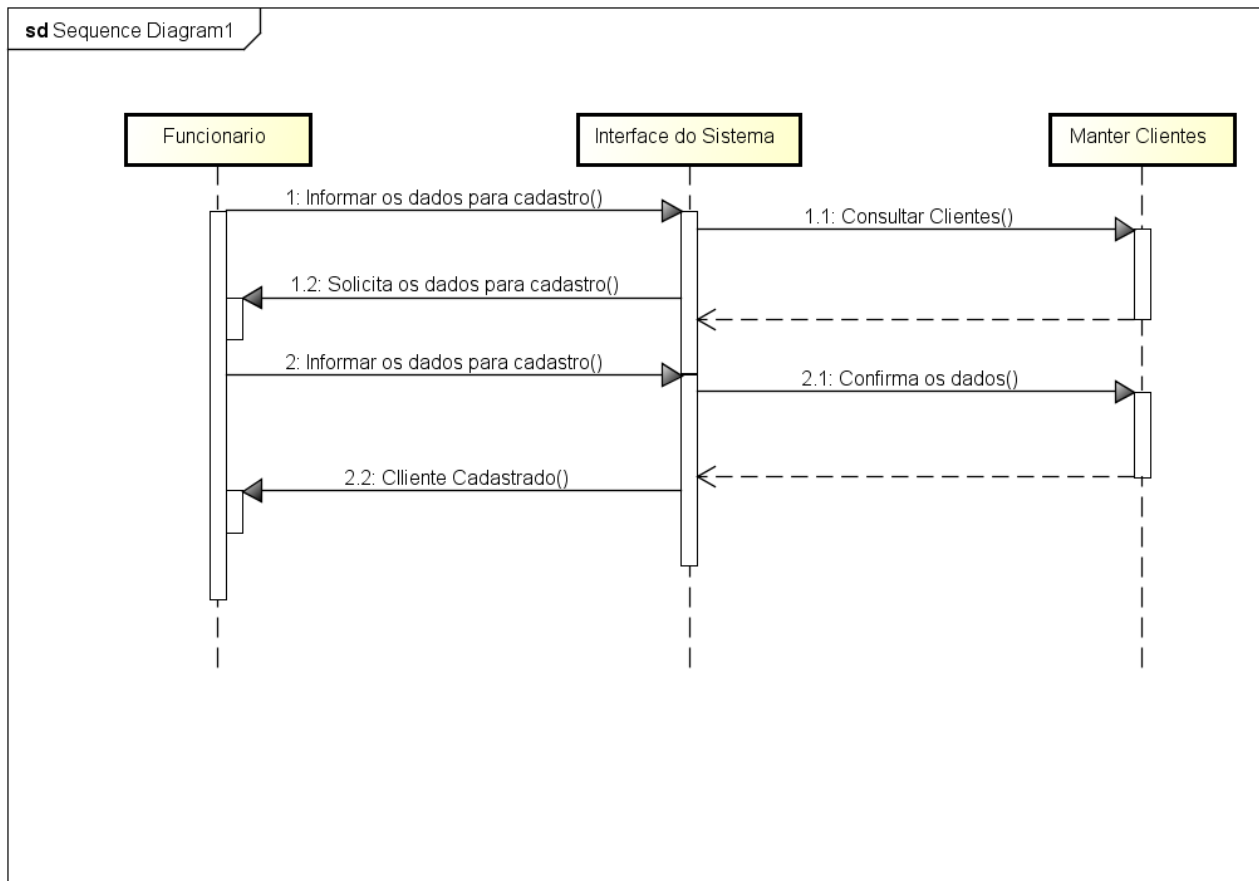 sd Sequence Diagram1
Funcionario
Interface do Sistema
Manter Clientes
1: Informar os dados para cadastro()
1.1: Consultar Clientes()
1.2: Solicita os dados para cadastro()
2: Informar os dados para cadastro()
2.1: Confirma os dados()
2.2: Clliente Cadastrado()